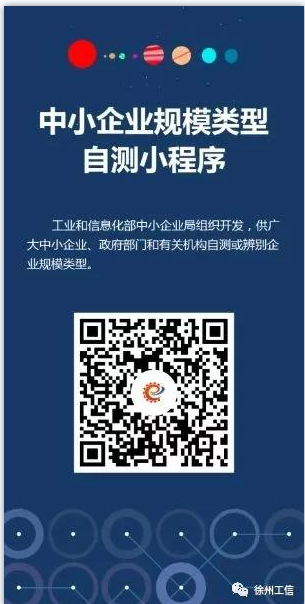 中小企业规模类型
自测小程序
工业和信息化部中小企业局组织开发，供广
大中小企业、政府部门和有关机构自测或辨别企
业规模类型。
徐州工信